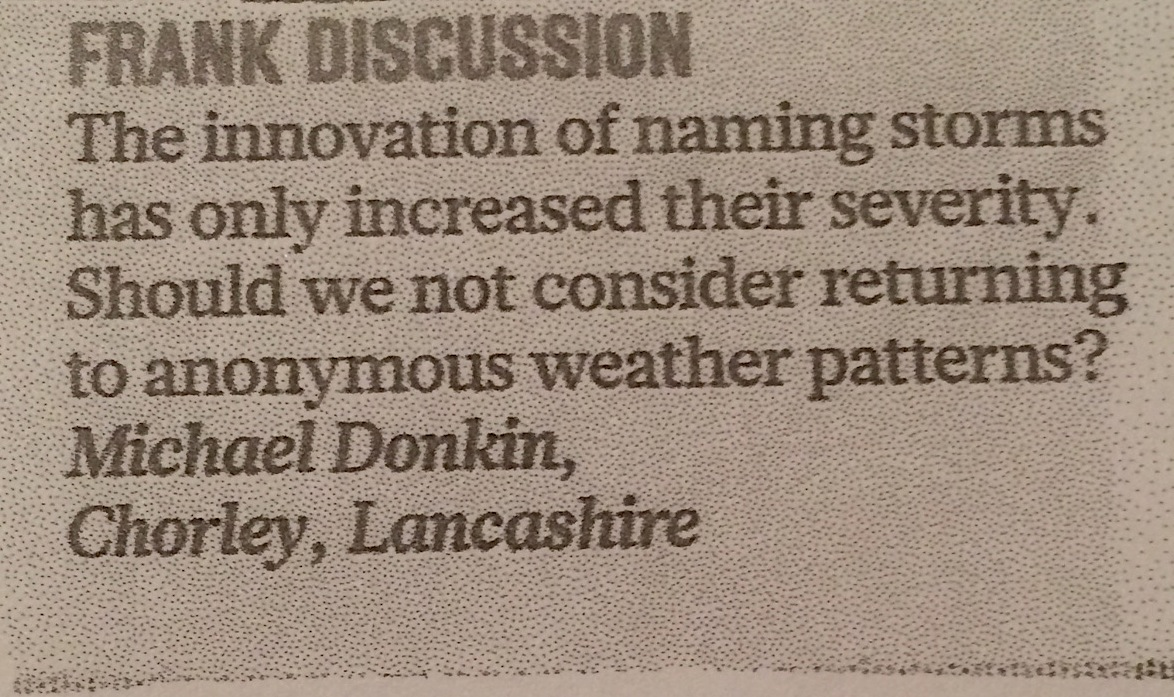 FRANK DISCUSSION
The innovation of naming storms
has only increased their severity.
Should we not consider returning
to anonymous weather patterns?
Michael Donkin,
Chorley, Lancashire